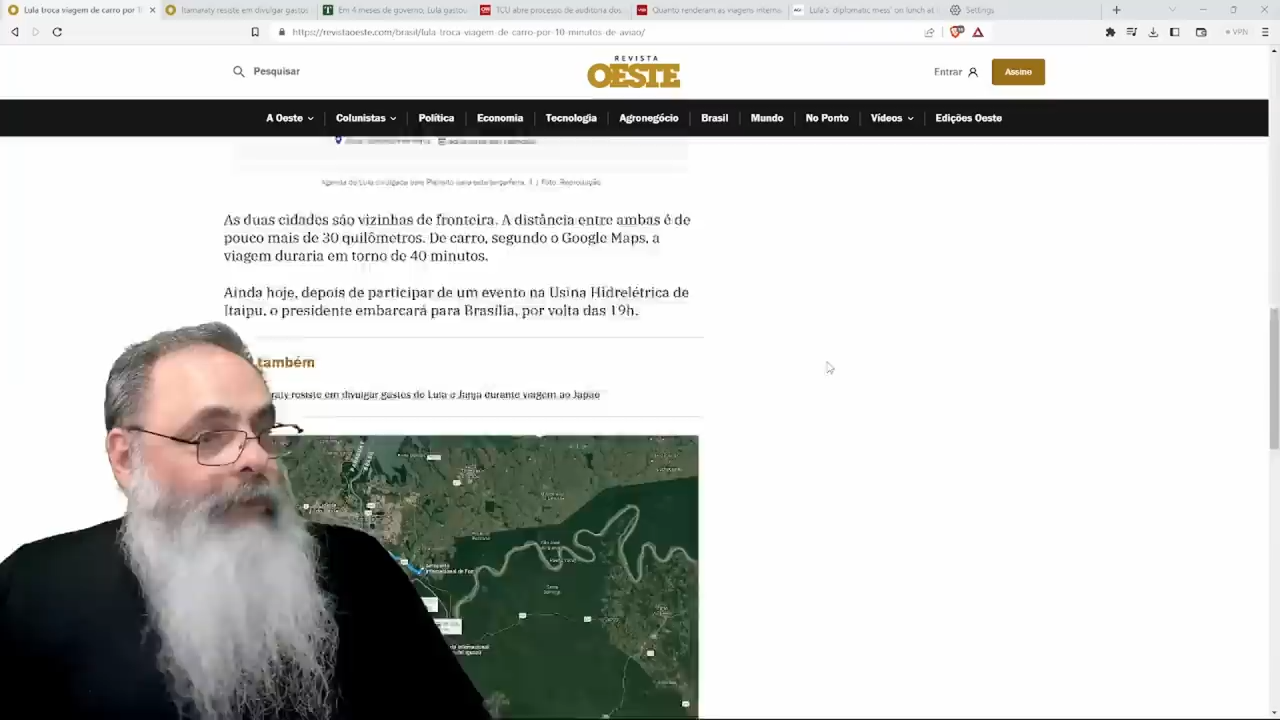 Lula troca viagem de carro por 1
Itamaraty resiste em divulgar gastos
Em 4 meses de governo, Lula gastou
TCU abre processo de auditoria dos
Quanto renderam as viagens interna
Lula's 'diplomatic mess' on lunch at
Settings
https://revistaoeste.com/brasil/lula-troca-viagem-de-carro-por-10-minutos-de-aviao/
VPN
Pesquisar
REVISTA
OESTE
Entrar
Assine
A Oeste
Colunistas
Política
Economia
Tecnologia
Agronegócio
Brasil
Mundo
No Ponto
Vídeos
Edições Oeste
Agenda de Lula divulgada pelo Planalto para esta terça-feira, | Foto: Reprodução
As duas cidades são vizinhas de fronteira. A distância entre ambas é de
pouco mais de 30 quilômetros. De carro, segundo o Google Maps, a
viagem duraria em torno de 40 minutos.
Ainda hoje, depois de participar de um evento na Usina Hidrelétrica de
Itaipu, o presidente embarcará para Brasília, por volta das 19h.
também
resiste em divulgar gastos de Lula e Janja durante viagem ao Japão